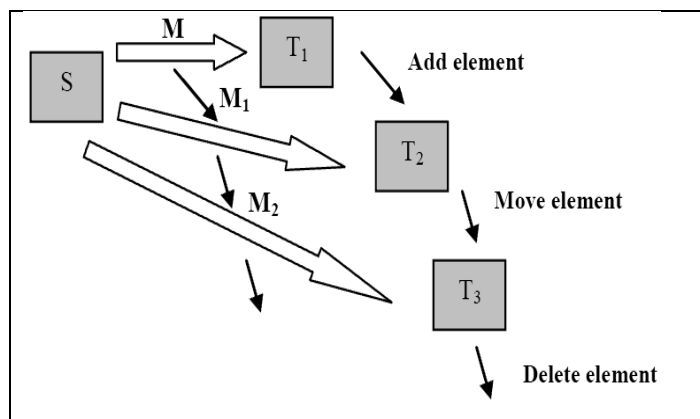 M
T₁
Add element
S
M₁
T₂
M₂
Move element
T₃
Delete element